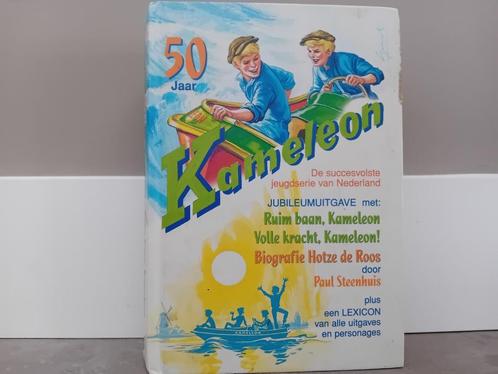 50
Jaar
Kameleon
De succesvolste
jeugdserie van Nederland
JUBILEUMUITGAVE met:
Ruim baan, Kameleon
Volle kracht, Kameleon!
Biografie Hotze de Roos
door
Paul Steenhuis
plus
een LEXICON
van alle uitgaves
en personages